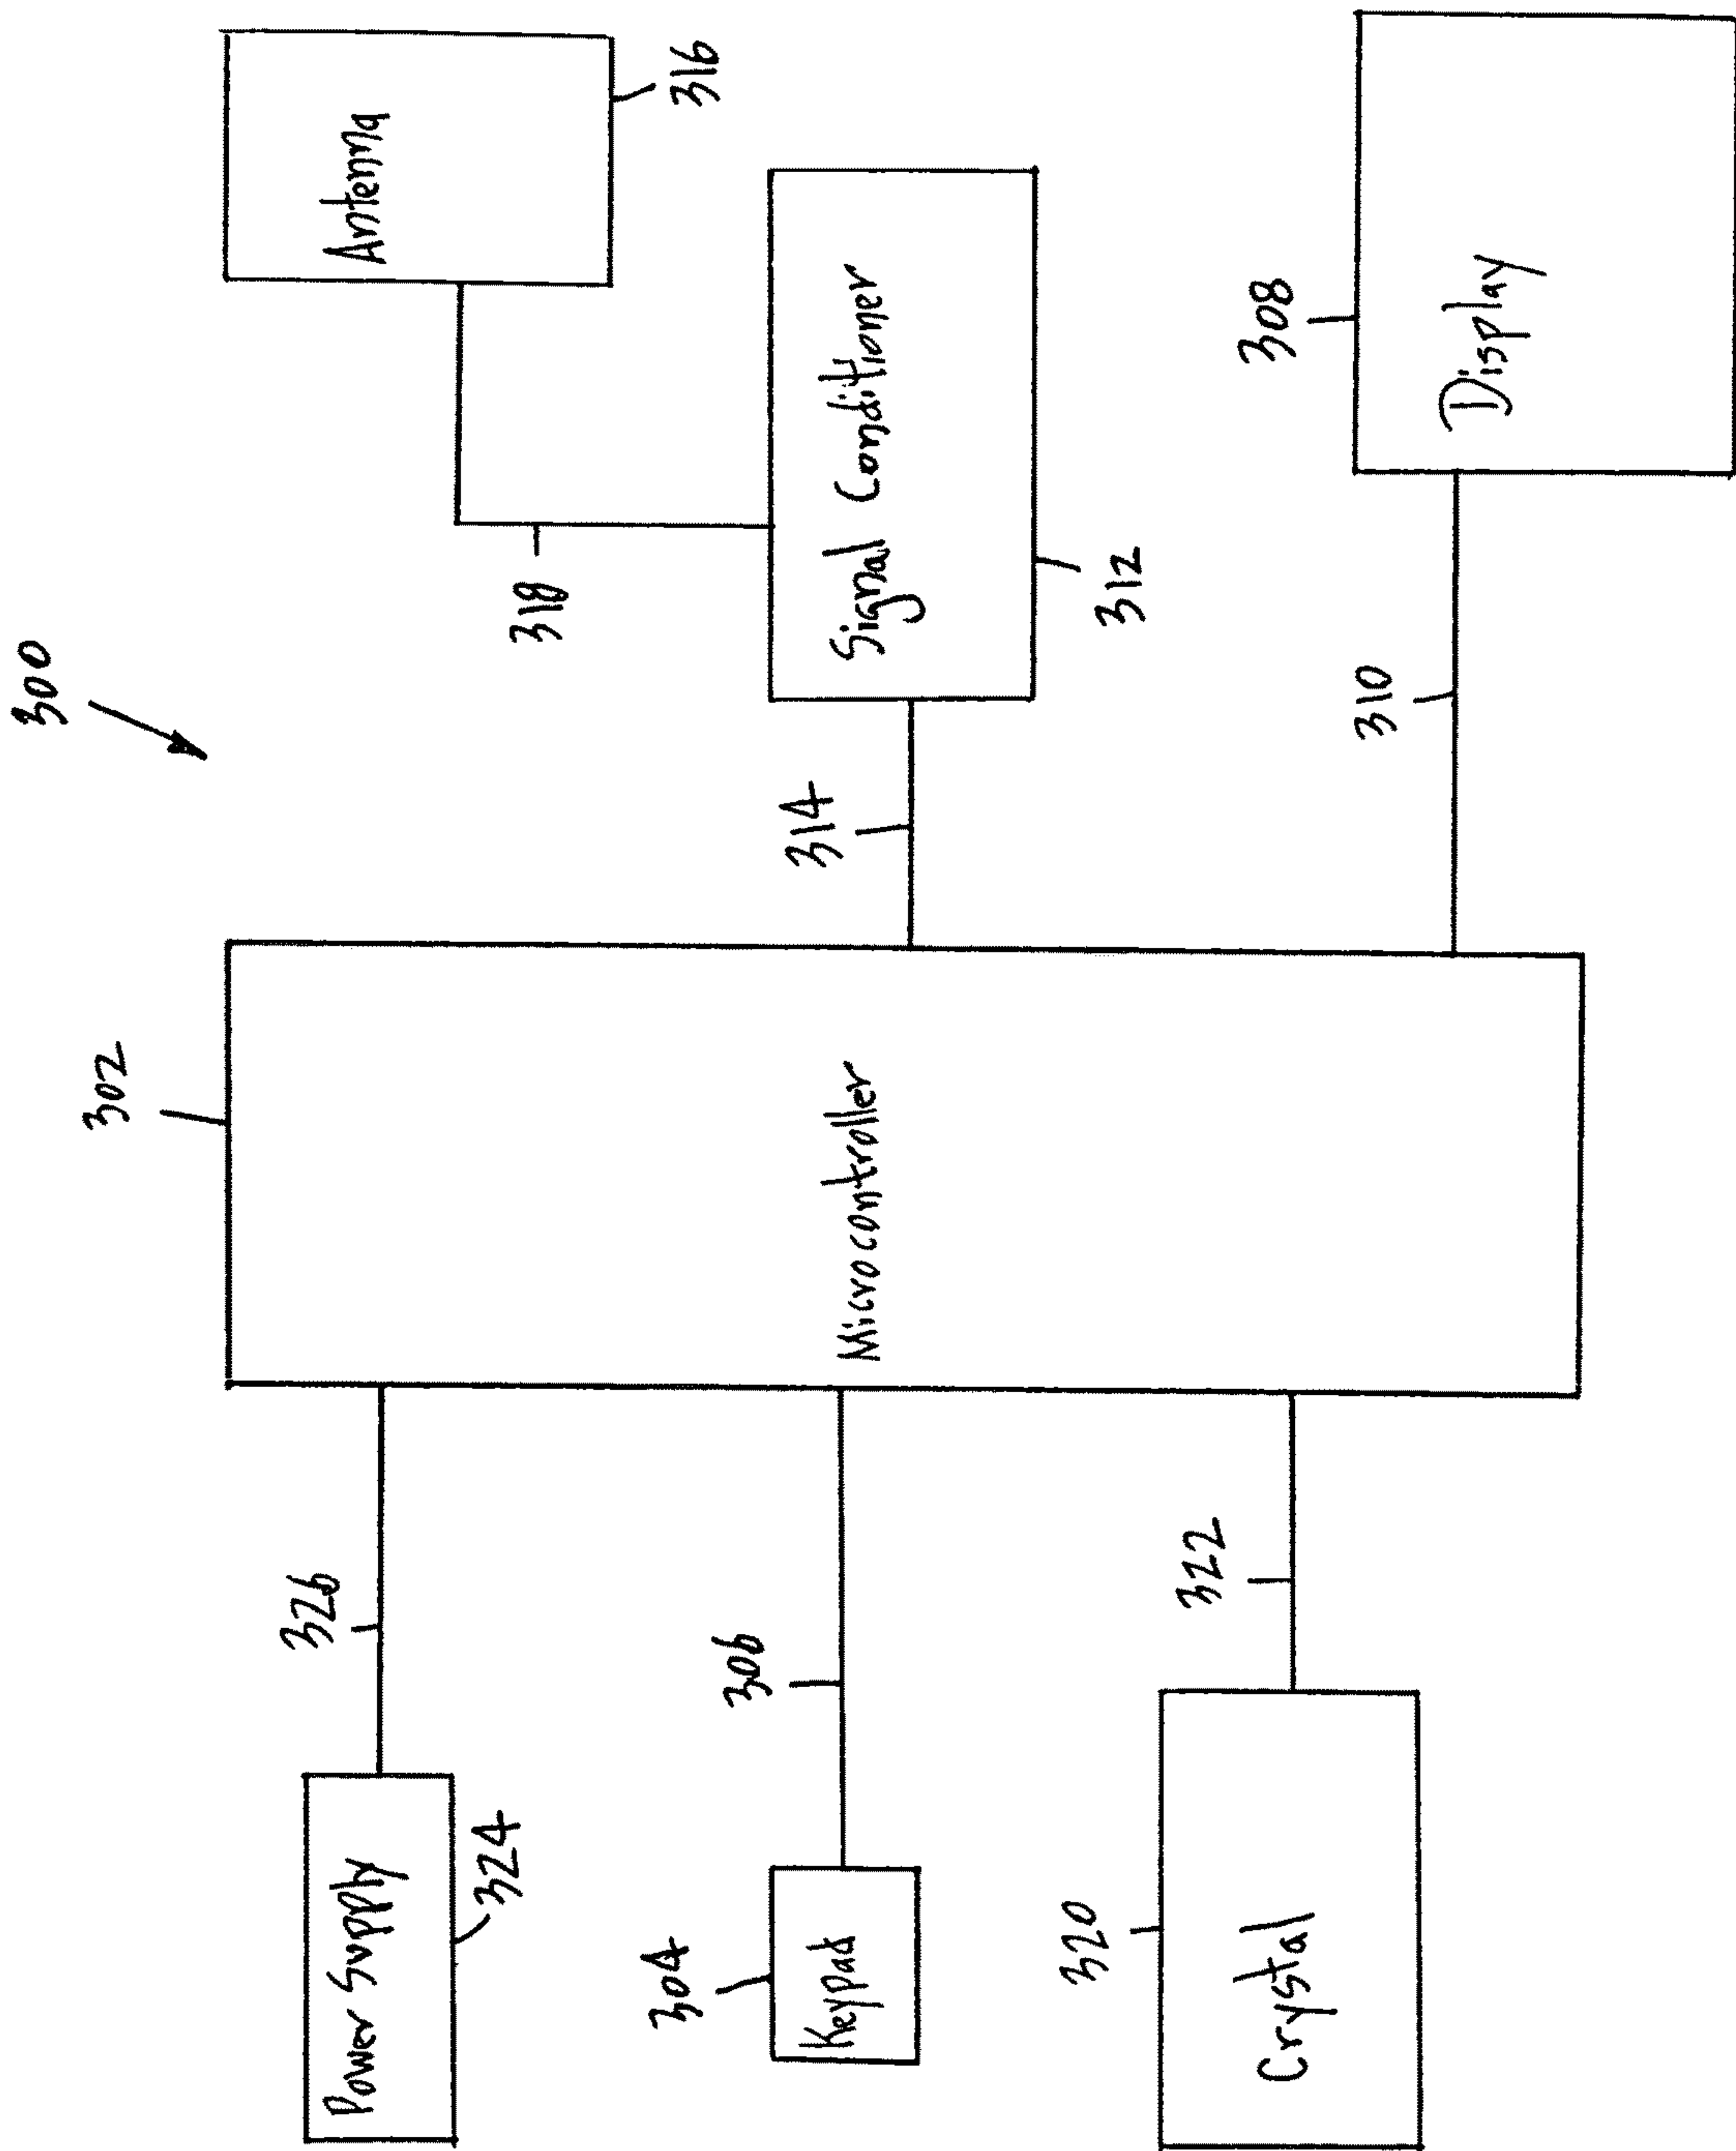 300
302
Antenna
316
318
Power Supply
324
326
Signal Conditioner
312
314
Keypad
304
306
Microcontroller
Crystal
320
322
Display
308
310